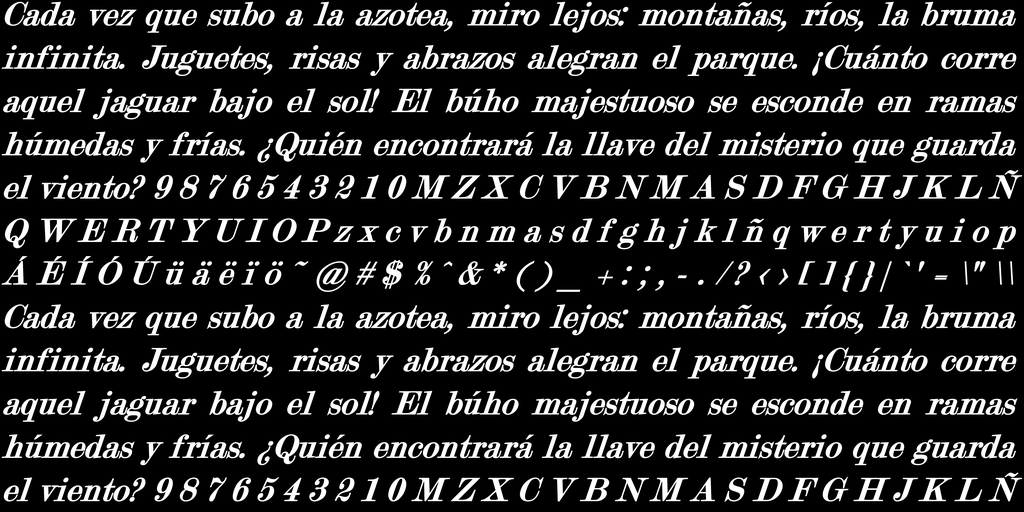 Cada vez que subo a la azotea, miro lejos: montañas, ríos, la bruma
infinita. Juguetes, risas y abrazos alegran el parque. ¡Cuánto corre
aquel jaguar bajo el sol! El búho majestuoso se esconde en ramas
húmedas y frías. ¿Quién encontrará la llave del misterio que guarda
el viento? 9 8 7 6 5 4 3 2 1 0 M Z X C V B N M A S D F G H J K L Ñ
Q W E R T Y U I O P z x c v b n m a s d f g h j k l ñ q w e r t y u i o p
Á É Í Ó Ú ü ä ë ï ö ~ @ # $ % ^ & * ( ) _ + : ; , - . / ? < > [ ] { } | ` ' = \" \\
Cada vez que subo a la azotea, miro lejos: montañas, ríos, la bruma
infinita. Juguetes, risas y abrazos alegran el parque. ¡Cuánto corre
aquel jaguar bajo el sol! El búho majestuoso se esconde en ramas
húmedas y frías. ¿Quién encontrará la llave del misterio que guarda
el viento? 9 8 7 6 5 4 3 2 1 0 M Z X C V B N M A S D F G H J K L Ñ